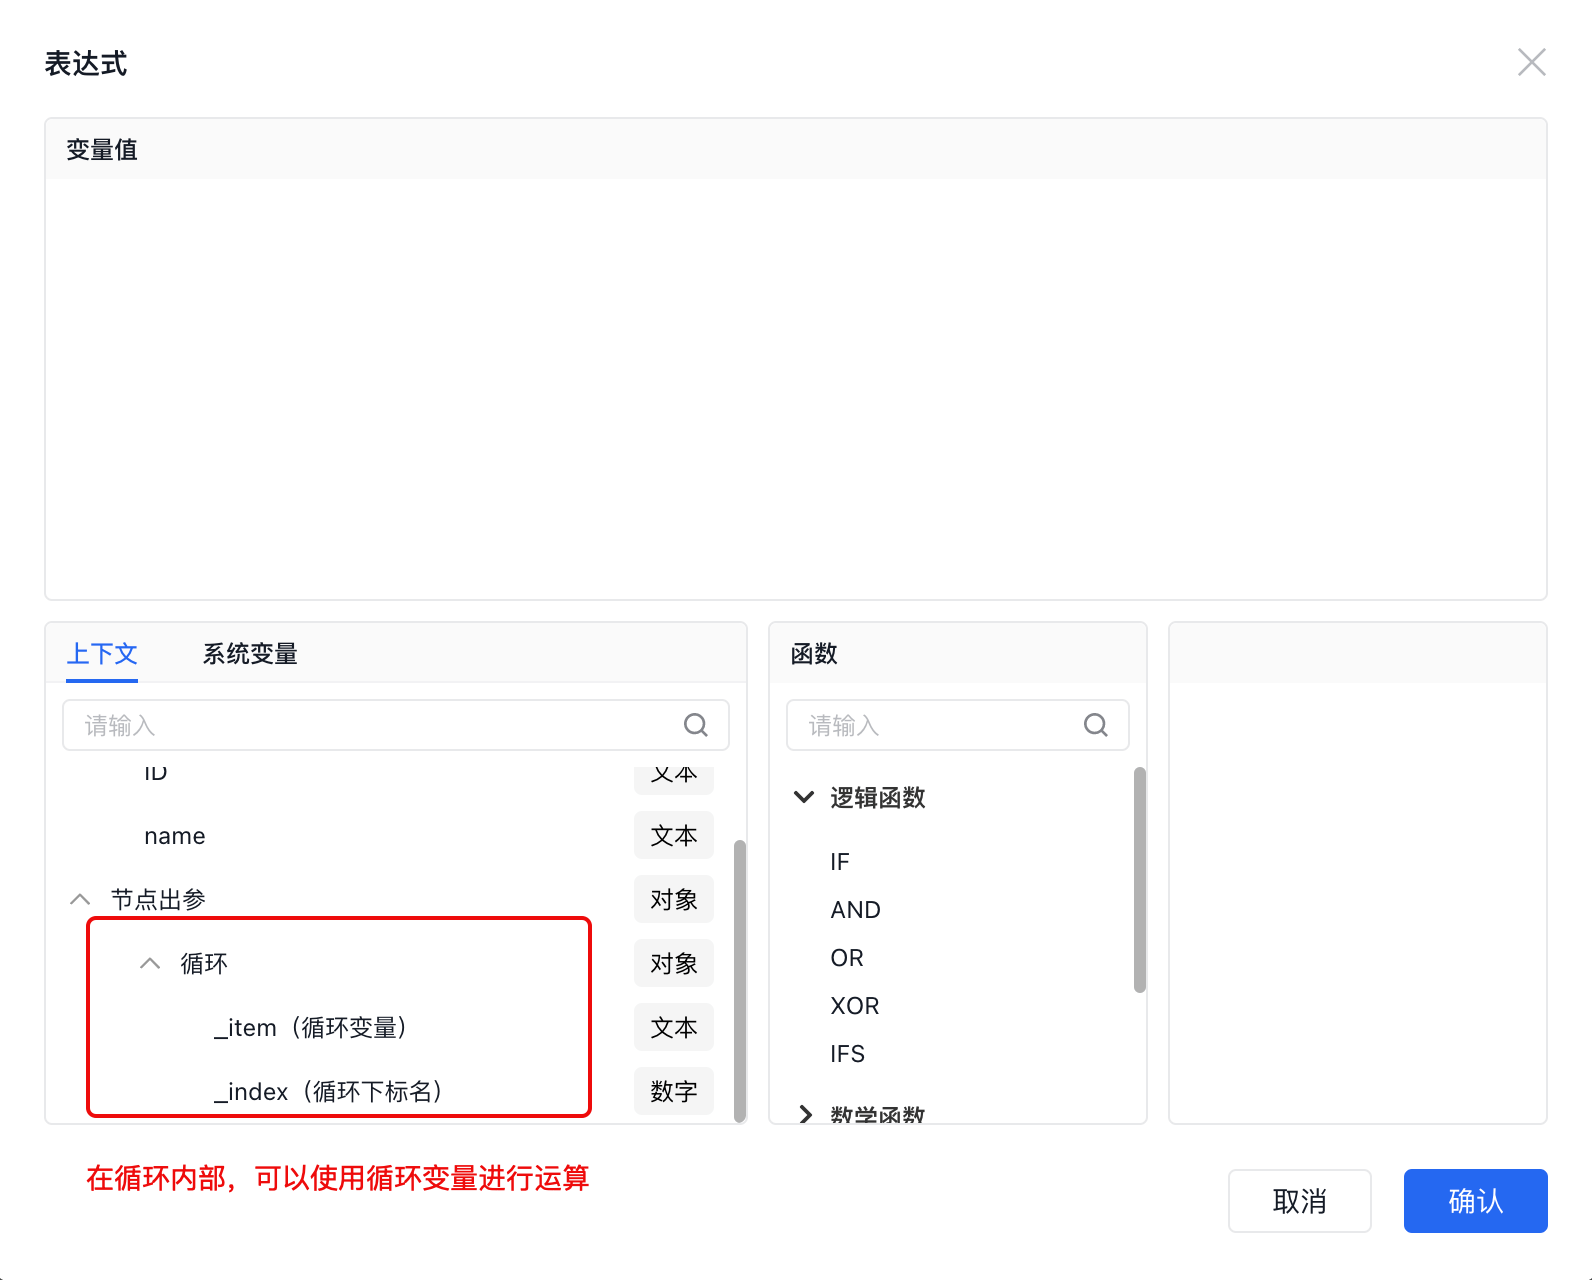 表达式
变量值
上下文 系统变量
请输入
ID 文本
name 文本
节点出参 对象
循环 对象
_item（循环变量） 文本
_index（循环下标名） 数字
函数
请输入
逻辑函数
IF
AND
OR
XOR
IFS
数学函数
在循环内部，可以使用循环变量进行运算
取消 确认